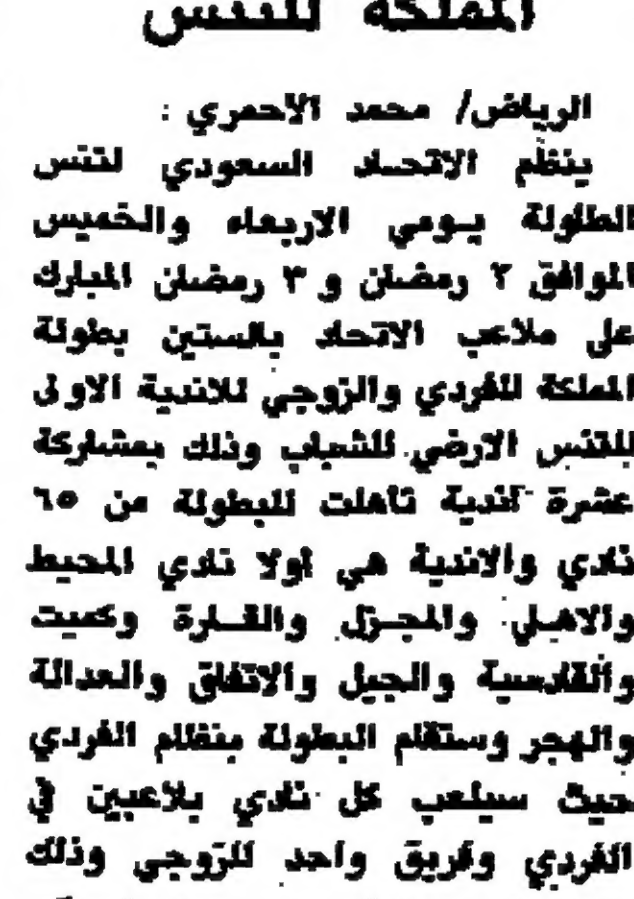 المملكة للتنس
الرياض/ محمد الاحمري :
ينظم الاتحاد السعودي لتنس
الطاولة يومي الاربعاء والخميس
الموافق ٢ رمضان و ٣ رمضان المبارك
على ملاعب الاتحاد بالستين بطولة
المملكة للفردي والزوجي للاندية الاولى
للتنس الارضي للشباب وذلك بمشاركة
عشرة اندية تاهلت للبطولة من ٦٥
نادي والاندية هي اولا نادي المحيط
والاهلي والمجزل والقارة وكميت
والقادسية والجيل والاتفاق والعدالة
والهجر وستقام البطولة بنظام الفردي
حيث سيلعب كل نادي بلاعبين في
الفردي وفريق واحد للزوجي وذلك